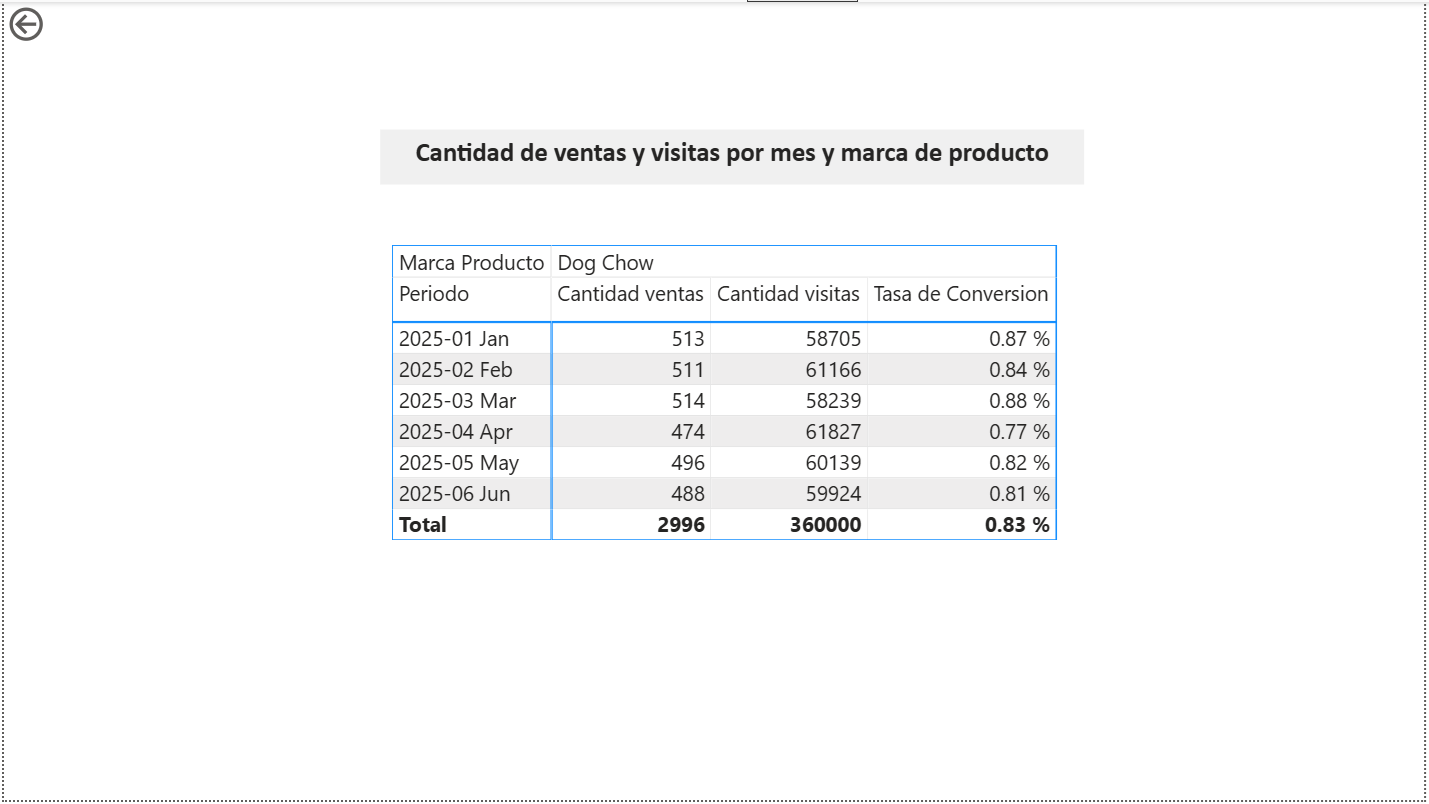 Cantidad de ventas y visitas por mes y marca de producto
Marca Producto Dog Chow
Periodo Cantidad ventas Cantidad visitas Tasa de Conversion
2025-01 Jan 513 58705 0.87 %
2025-02 Feb 511 61166 0.84 %
2025-03 Mar 514 58239 0.88 %
2025-04 Apr 474 61827 0.77 %
2025-05 May 496 60139 0.82 %
2025-06 Jun 488 59924 0.81 %
Total 2996 360000 0.83 %